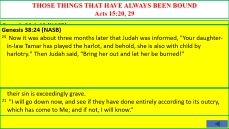 THOSE THINGS THAT HAVE ALWAYS BEEN BOUND
Acts 15:20, 29
Genesis 38:24 (NASB)
24 Now it was about three months later that Judah was informed, "Your daughter-
in-law Tamar has played the harlot, and behold, she is also with child by
harlotry." Then Judah said, "Bring her out and let her be burned!"
their sin is exceedingly grave.
21 "I will go down now, and see if they have done entirely according to its outcry,
which has come to Me; and if not, I will know."